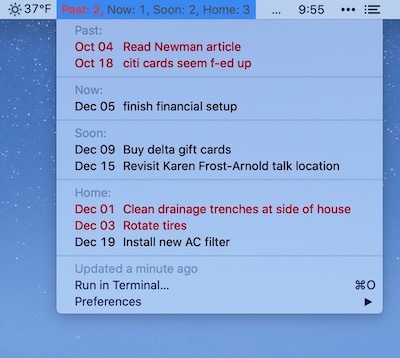 37°F Past: 2, Now: 1, Soon: 2, Home: 3 ... 9:55 •••
Past:
Oct 04 Read Newman article
Oct 18 citi cards seem f-ed up
Now:
Dec 05 finish financial setup
Soon:
Dec 09 Buy delta gift cards
Dec 15 Revisit Karen Frost-Arnold talk location
Home:
Dec 01 Clean drainage trenches at side of house
Dec 03 Rotate tires
Dec 19 Install new AC filter
Updated a minute ago
Run in Terminal... ⌘O
Preferences ▶